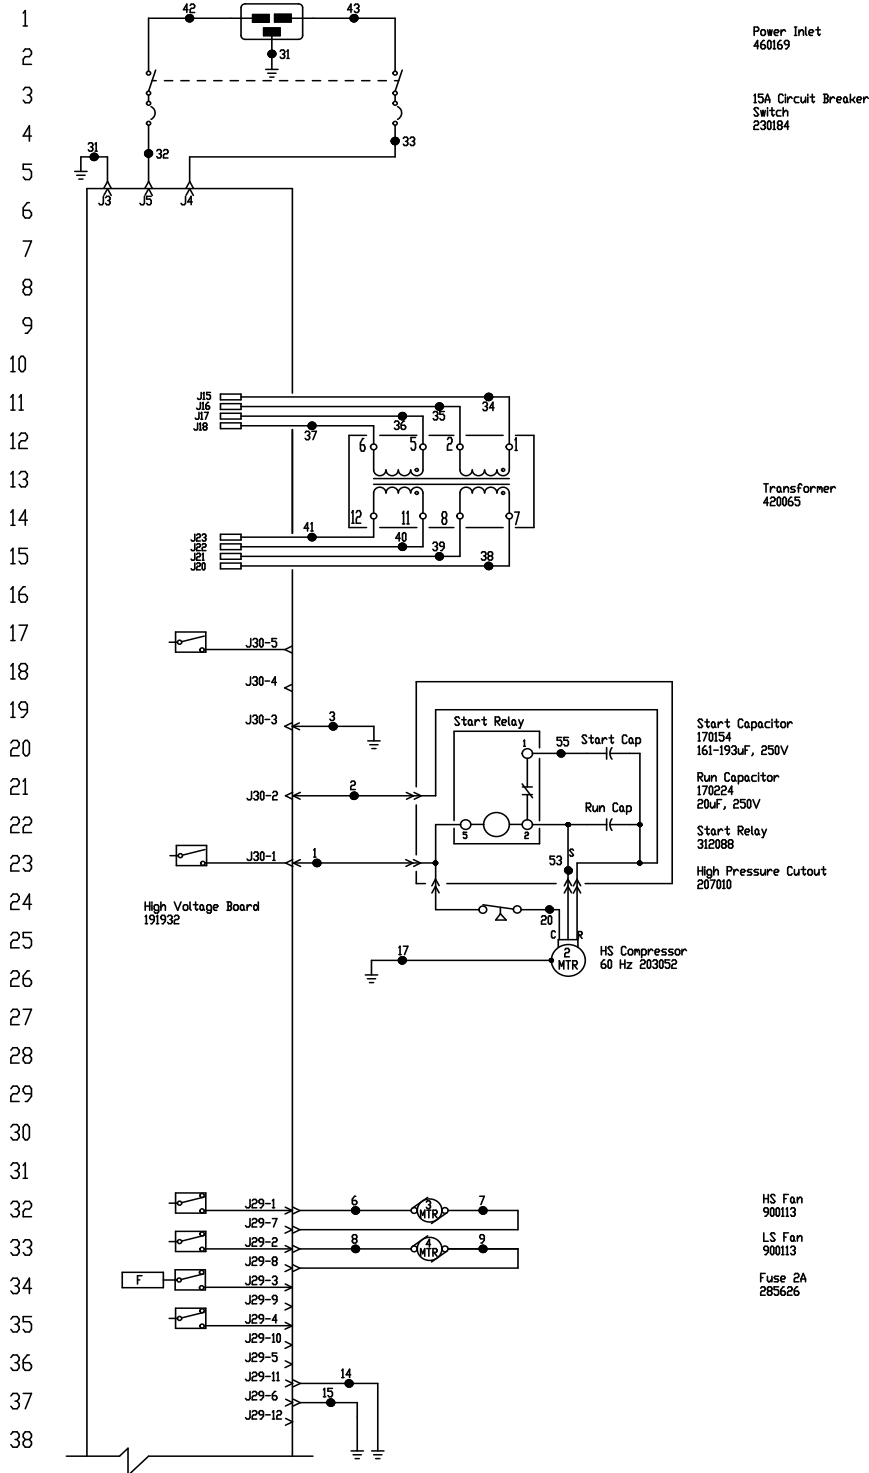 1
42
43
Power Inlet
460169
2
31
3
15A Circuit Breaker
Switch
230184
4
33
31
32
5
J3
J5
J4
6
7
8
9
10
J15
11
J16
34
J17
35
J18
36
37
12
6
5
2
1
13
Transformer
420065
14
12
11
8
7
41
J23
40
J22
39
15
J21
38
J20
16
17
J30-5
18
J30-4
19
J30-3
3
Start Relay
Start Capacitor
170154
161-193uF, 250V
20
1
55
Start Cap
21
J30-2
2
Run Capacitor
170224
20uF, 250V
Run Cap
22
5
2
Start Relay
312088
23
J30-1
1
S
53
High Pressure Cutout
207010
24
High Voltage Board
191932
20
25
C
R
17
2
MTR
HS Compressor
60 Hz 203052
26
27
28
29
30
31
32
J29-1
6
3
MTR
7
HS Fan
900113
J29-7
33
J29-2
8
4
MTR
9
LS Fan
900113
J29-8
34
F
J29-3
Fuse 2A
285626
J29-9
35
J29-4
J29-10
36
J29-5
J29-11
14
37
J29-6
15
J29-12
38